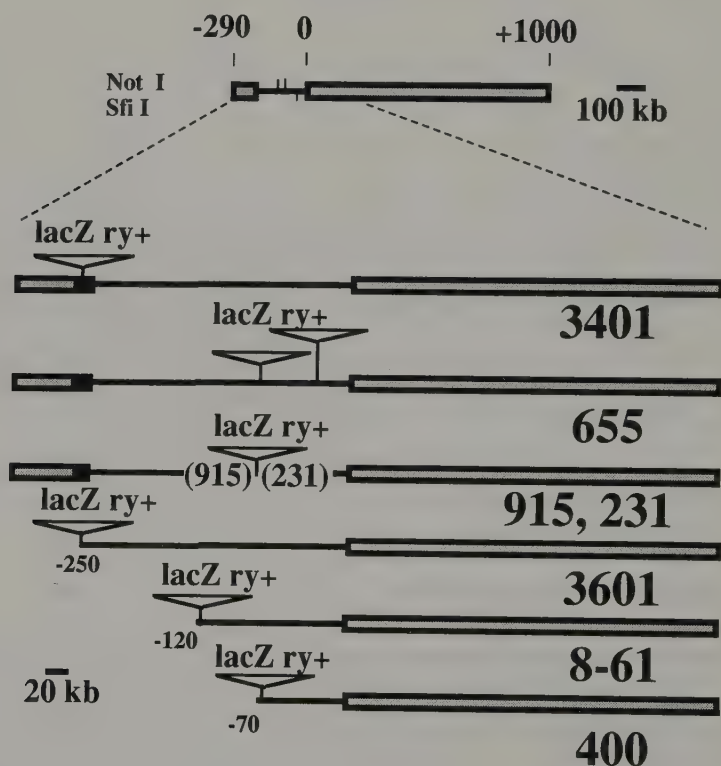 -290 0 +1000
Not I
Sfi I
100 kb
lacZ ry+
3401
lacZ ry+
655
lacZ ry+
(915) (231)
915, 231
lacZ ry+
-250
3601
lacZ ry+
-120
8-61
lacZ ry+
20 kb
-70
400